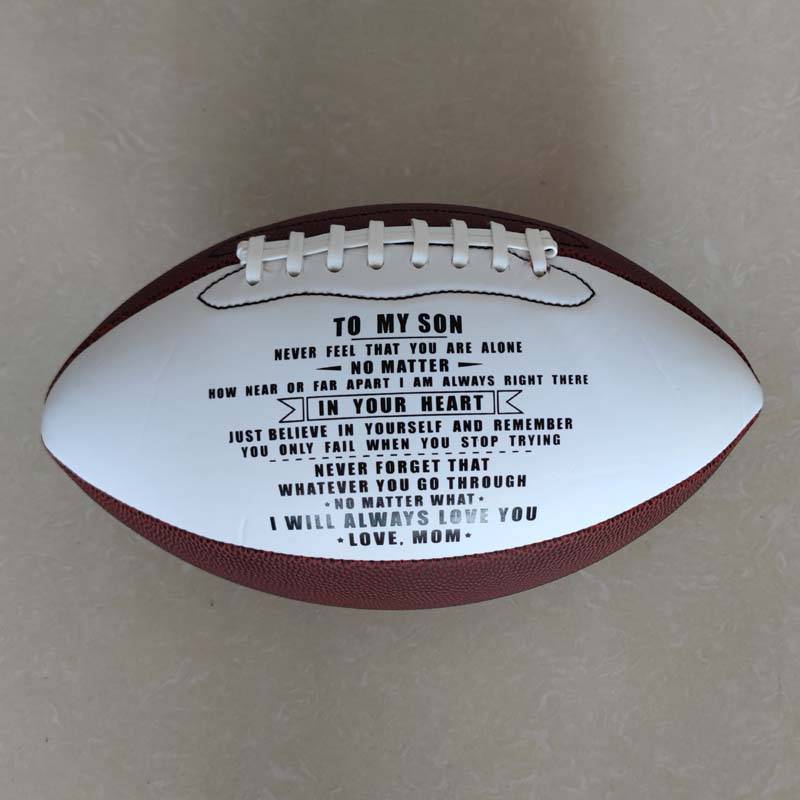 TO MY SON
NEVER FEEL THAT YOU ARE ALONE
NO MATTER
HOW NEAR OR FAR APART I AM ALWAYS RIGHT THERE
IN YOUR HEART
JUST BELIEVE IN YOURSELF AND REMEMBER
YOU ONLY FAIL WHEN YOU STOP TRYING
NEVER FORGET THAT
WHATEVER YOU GO THROUGH
NO MATTER WHAT
I WILL ALWAYS LOVE YOU
LOVE, MOM